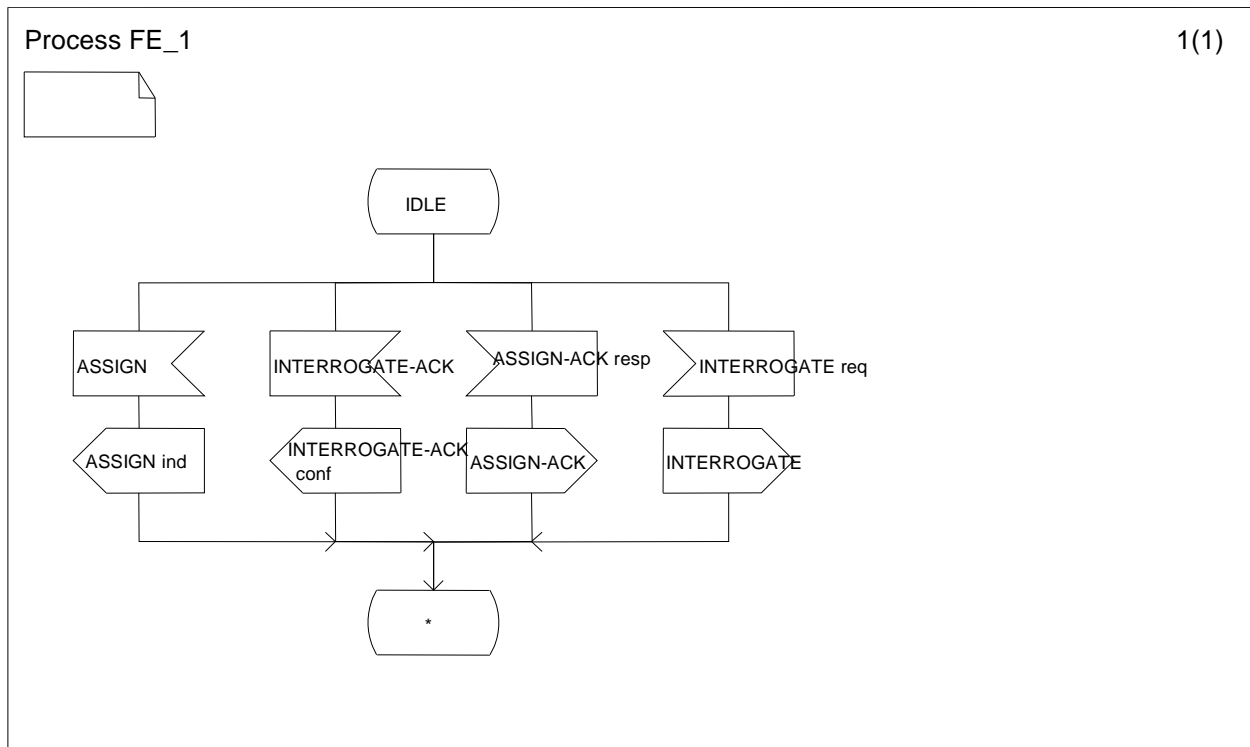 Process FE_1
1(1)
IDLE
ASSIGN
INTERROGATE-ACK
ASSIGN-ACK resp
INTERROGATE req
ASSIGN ind
INTERROGATE-ACK
conf
ASSIGN-ACK
INTERROGATE
*